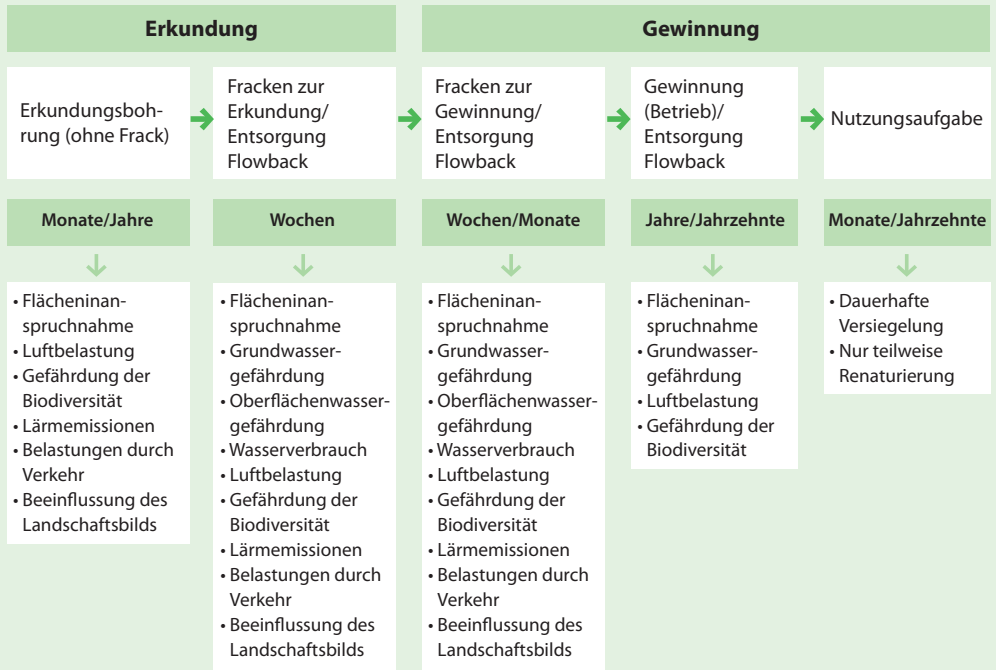 Erkundung
Gewinnung
Erkundungsboh-
rung (ohne Frack)
Fracken zur
Erkundung/
Entsorgung
Flowback
Fracken zur
Gewinnung/
Entsorgung
Flowback
Gewinnung
(Betrieb)/
Entsorgung
Flowback
Nutzungsaufgabe
Monate/Jahre
Wochen
Wochen/Monate
Jahre/Jahrzehnte
Monate/Jahrzehnte
• Flächeninan-
spruchnahme
• Luftbelastung
• Gefährdung der
Biodiversität
• Lärmemissionen
• Belastungen durch
Verkehr
• Beeinflussung des
Landschaftsbilds
• Flächeninan-
spruchnahme
• Grundwasser-
gefährdung
• Oberflächenwasser-
gefährdung
• Wasserverbrauch
• Luftbelastung
• Gefährdung der
Biodiversität
• Lärmemissionen
• Belastungen durch
Verkehr
• Beeinflussung des
Landschaftsbilds
• Flächeninan-
spruchnahme
• Grundwasser-
gefährdung
• Oberflächenwasser-
gefährdung
• Wasserverbrauch
• Luftbelastung
• Gefährdung der
Biodiversität
• Lärmemissionen
• Belastungen durch
Verkehr
• Beeinflussung des
Landschaftsbilds
• Flächeninan-
spruchnahme
• Grundwasser-
gefährdung
• Luftbelastung
• Gefährdung der
Biodiversität
• Dauerhafte
Versiegelung
• Nur teilweise
Renaturierung